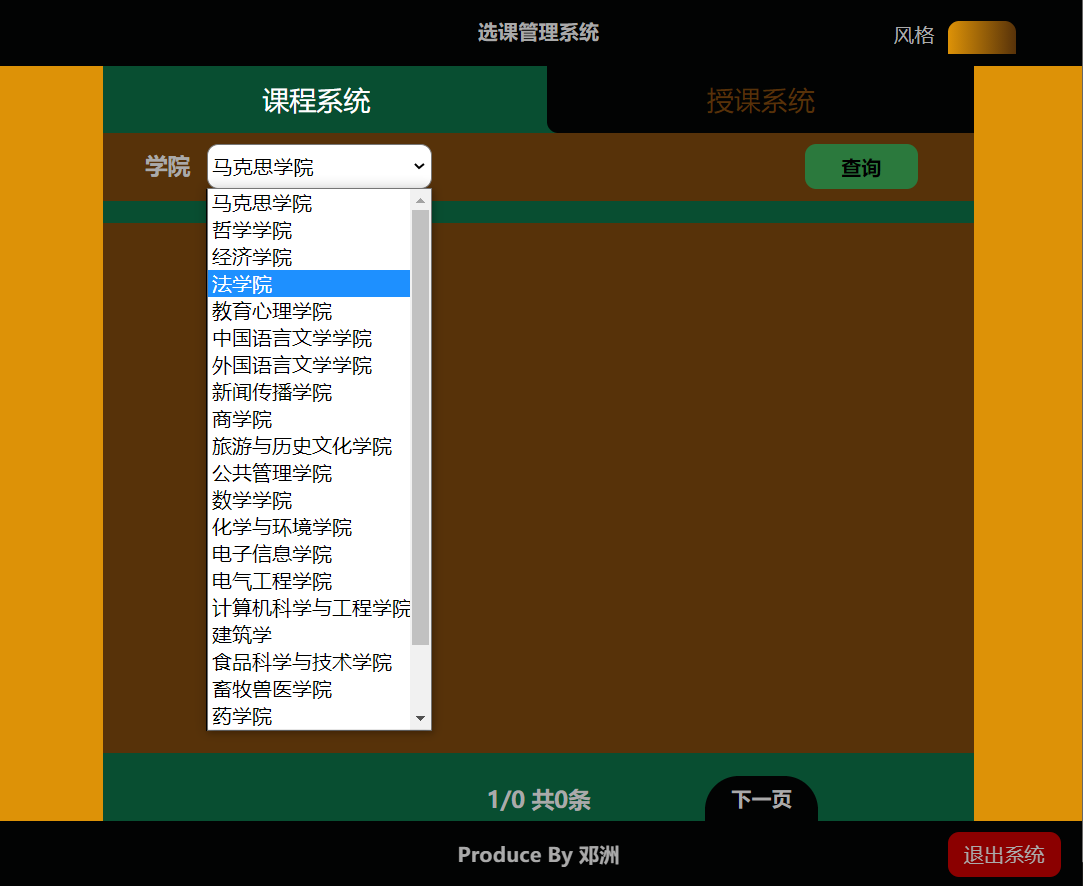 选课管理系统
风格
课程系统
授课系统
学院
马克思学院
查询
马克思学院
哲学学院
经济学院
法学院
教育心理学院
中国语言文学学院
外国语言文学学院
新闻传播学院
商学院
旅游与历史文化学院
公共管理学院
数学学院
化学与环境学院
电子信息学院
电气工程学院
计算机科学与工程学院
建筑学
食品科学与技术学院
畜牧兽医学院
药学院
1/0 共0条
下一页
Produce By 邓洲
退出系统